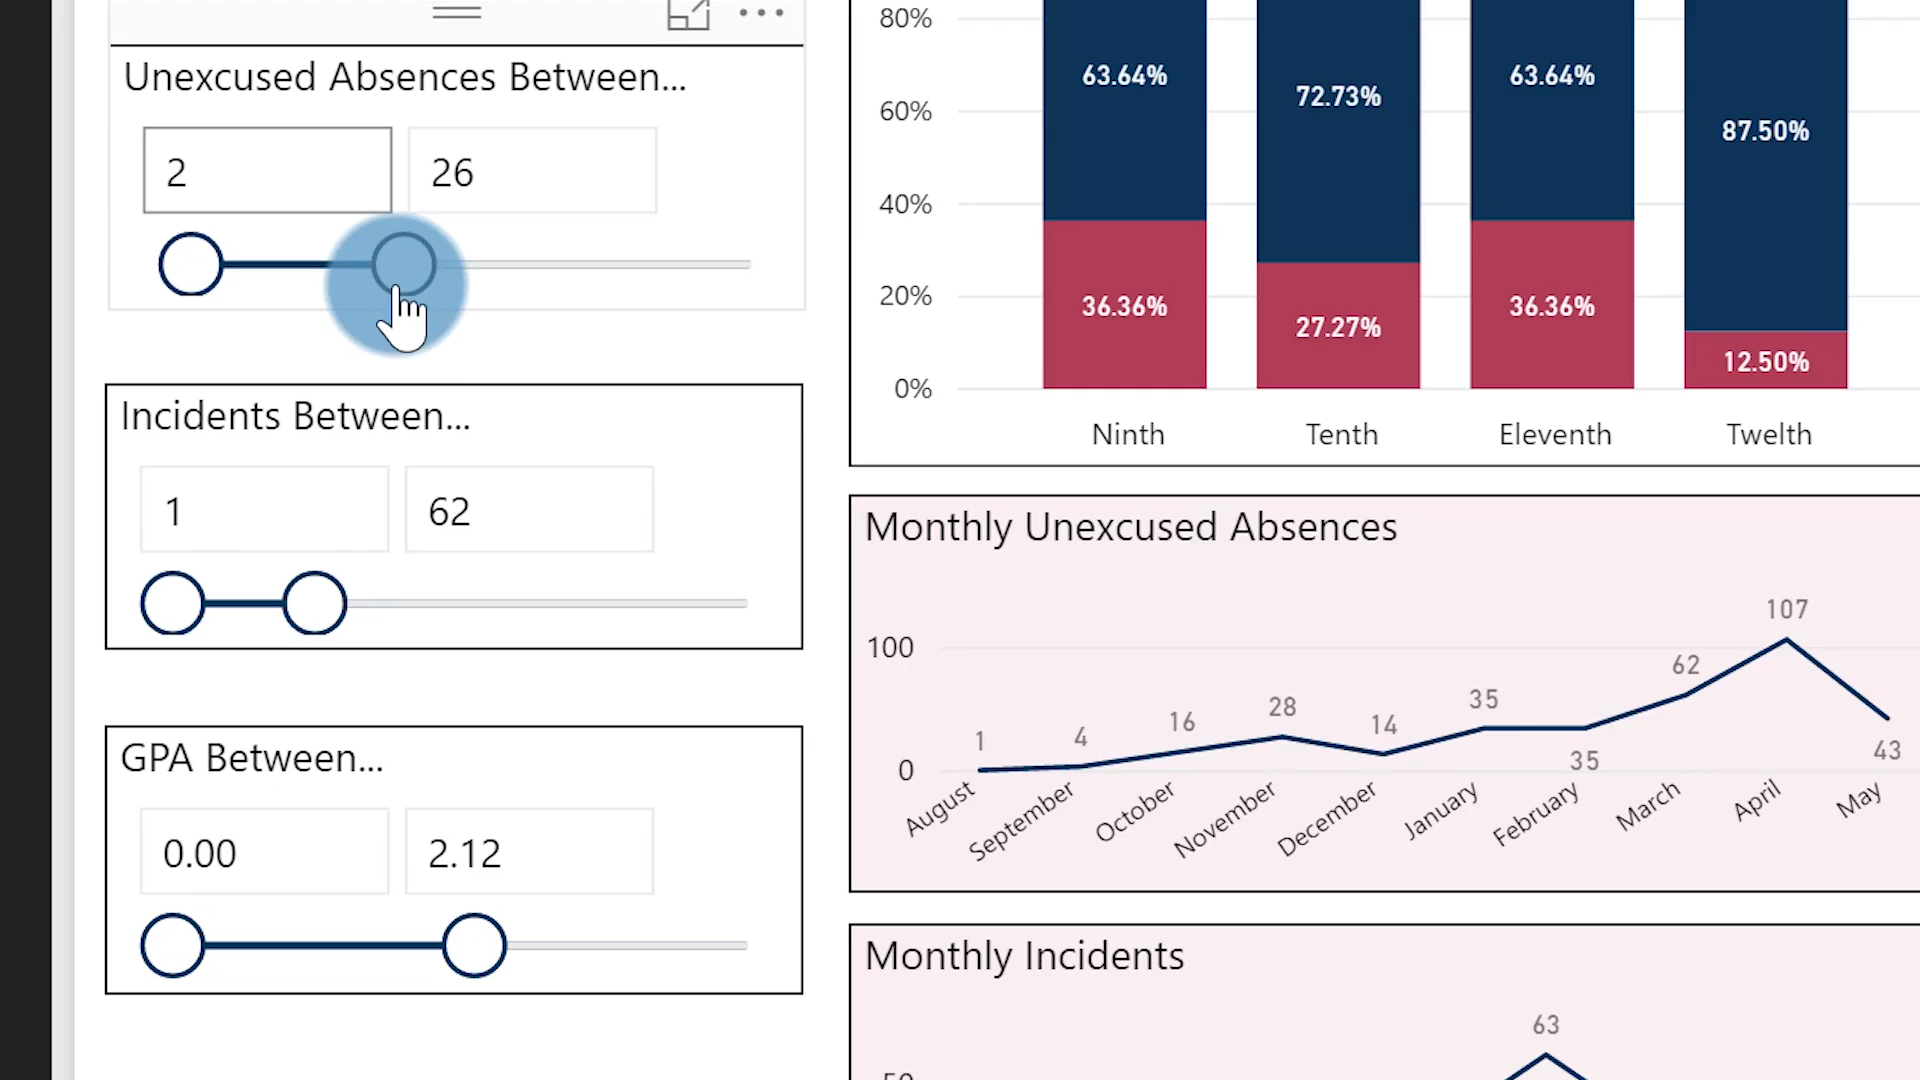 Unexcused Absences Between...
2
26
Incidents Between...
1
62
GPA Between...
0.00
2.12
80%
60%
40%
20%
0%
63.64%
72.73%
63.64%
87.50%
36.36%
27.27%
36.36%
12.50%
Ninth
Tenth
Eleventh
Twelth
Monthly Unexcused Absences
100
0
1
4
16
28
14
35
35
62
107
43
August
September
October
November
December
January
February
March
April
May
Monthly Incidents
63
50